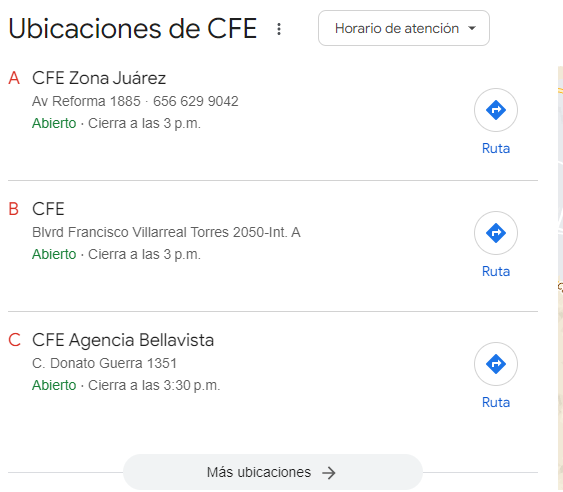 Ubicaciones de CFE
Horario de atención
A CFE Zona Juárez
Av Reforma 1885 · 656 629 9042
Abierto · Cierra a las 3 p.m.
Ruta
B CFE
Blvrd Francisco Villarreal Torres 2050-Int. A
Abierto · Cierra a las 3 p.m.
Ruta
C CFE Agencia Bellavista
C. Donato Guerra 1351
Abierto · Cierra a las 3:30 p.m.
Ruta
Más ubicaciones